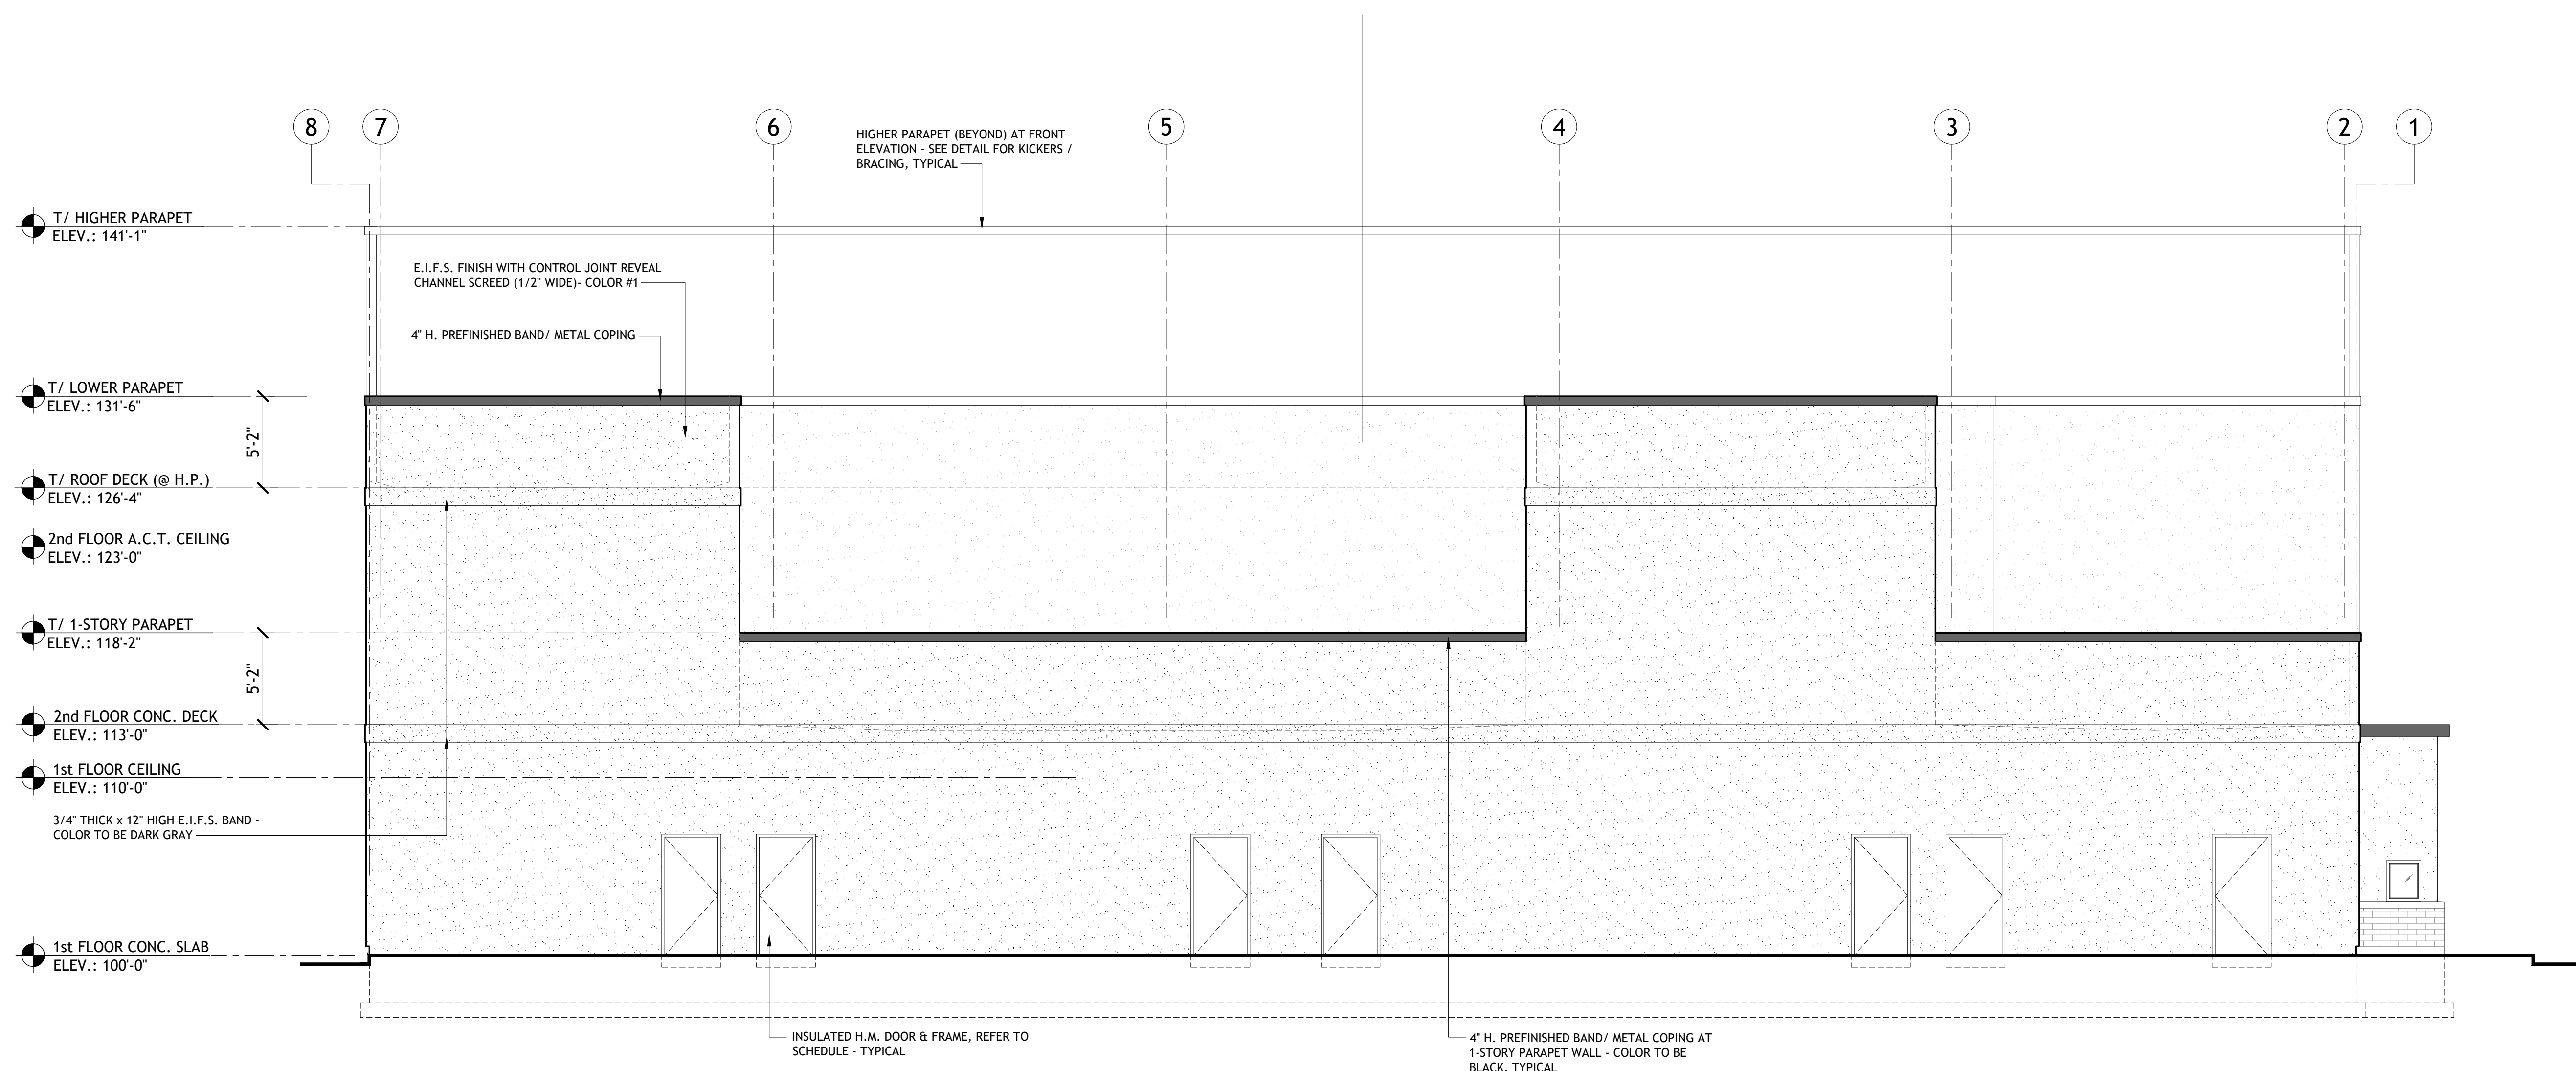 8 7 6 5 4 3 2 1
HIGHER PARAPET (BEYOND) AT FRONT
ELEVATION - SEE DETAIL FOR KICKERS /
BRACING, TYPICAL
T/ HIGHER PARAPET
ELEV.: 141'-1"
E.I.F.S. FINISH WITH CONTROL JOINT REVEAL
CHANNEL SCREED (1/2" WIDE)- COLOR #1
4" H. PREFINISHED BAND/ METAL COPING
T/ LOWER PARAPET
ELEV.: 131'-6"
5'-2"
T/ ROOF DECK (@ H.P.)
ELEV.: 126'-4"
2nd FLOOR A.C.T. CEILING
ELEV.: 123'-0"
T/ 1-STORY PARAPET
ELEV.: 118'-2"
5'-2"
2nd FLOOR CONC. DECK
ELEV.: 113'-0"
1st FLOOR CEILING
ELEV.: 110'-0"
3/4" THICK x 12" HIGH E.I.F.S. BAND -
COLOR TO BE DARK GRAY
1st FLOOR CONC. SLAB
ELEV.: 100'-0"
INSULATED H.M. DOOR & FRAME, REFER TO
SCHEDULE - TYPICAL
4" H. PREFINISHED BAND/ METAL COPING AT
1-STORY PARAPET WALL - COLOR TO BE
BLACK, TYPICAL